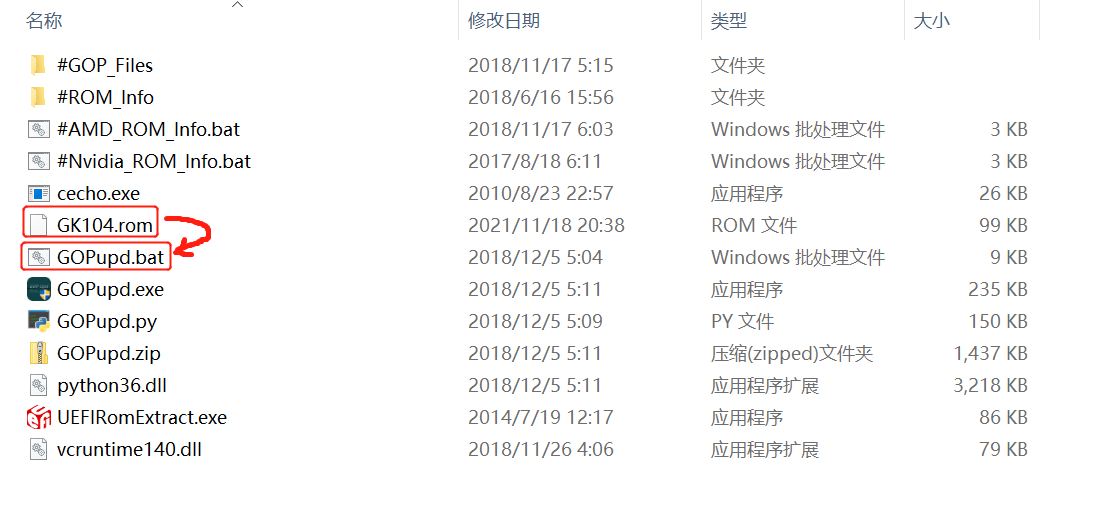 名称 修改日期 类型 大小
#GOP_Files 2018/11/17 5:15 文件夹
#ROM_Info 2018/6/16 15:56 文件夹
#AMD_ROM_Info.bat 2018/11/17 6:03 Windows 批处理文件 3 KB
#Nvidia_ROM_Info.bat 2017/8/18 6:11 Windows 批处理文件 3 KB
cecho.exe 2010/8/23 22:57 应用程序 26 KB
GK104.rom 2021/11/18 20:38 ROM 文件 99 KB
GOPupd.bat 2018/12/5 5:04 Windows 批处理文件 9 KB
GOPupd.exe 2018/12/5 5:11 应用程序 235 KB
GOPupd.py 2018/12/5 5:09 PY 文件 150 KB
GOPupd.zip 2018/12/5 5:11 压缩(zipped)文件夹 1,437 KB
python36.dll 2018/12/5 5:11 应用程序扩展 3,218 KB
UEFIRomExtract.exe 2014/7/19 12:17 应用程序 86 KB
vcruntime140.dll 2018/11/26 4:06 应用程序扩展 79 KB